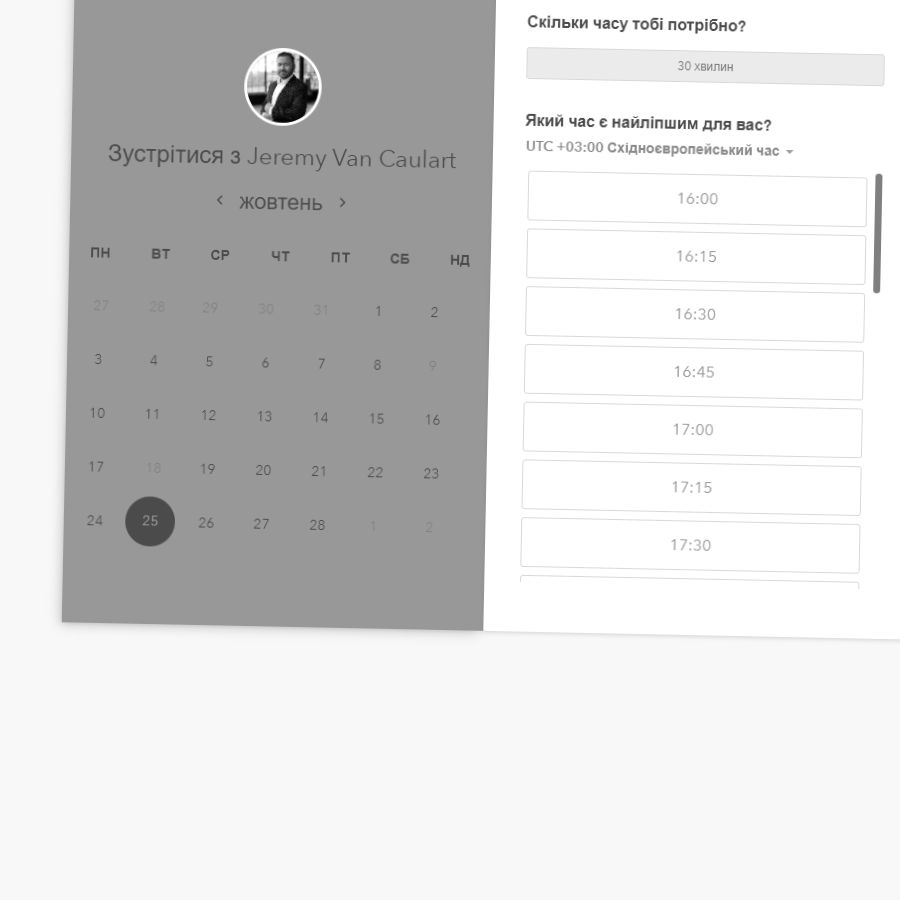 Зустрітися з Jeremy Van Caulart
жовтень
ПН ВТ СР ЧТ ПТ СБ НД
27 28 29 30 31 1 2
3 4 5 6 7 8 9
10 11 12 13 14 15 16
17 18 19 20 21 22 23
24 25 26 27 28 1 2
Скільки часу тобі потрібно?
30 хвилин
Який час є найліпшим для вас?
UTC +03:00 Східноєвропейський час
16:00
16:15
16:30
16:45
17:00
17:15
17:30